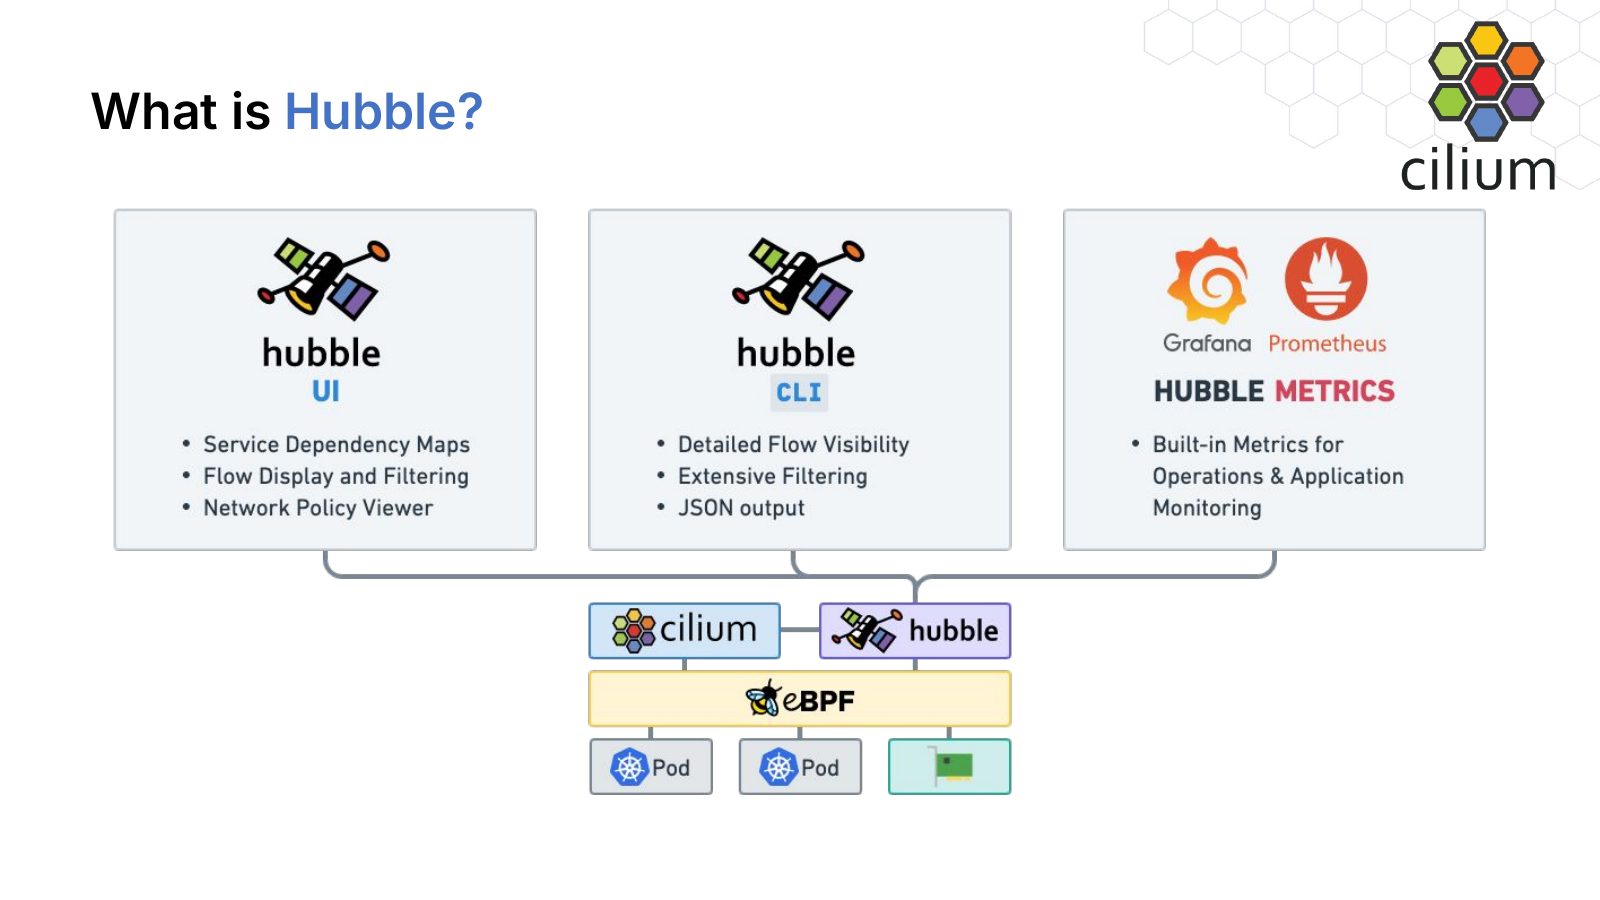 What is Hubble?
cilium
hubble
UI
• Service Dependency Maps
• Flow Display and Filtering
• Network Policy Viewer
hubble
CLI
• Detailed Flow Visibility
• Extensive Filtering
• JSON output
Grafana Prometheus
HUBBLE METRICS
• Built-in Metrics for
Operations & Application
Monitoring
cilium
hubble
eBPF
Pod
Pod